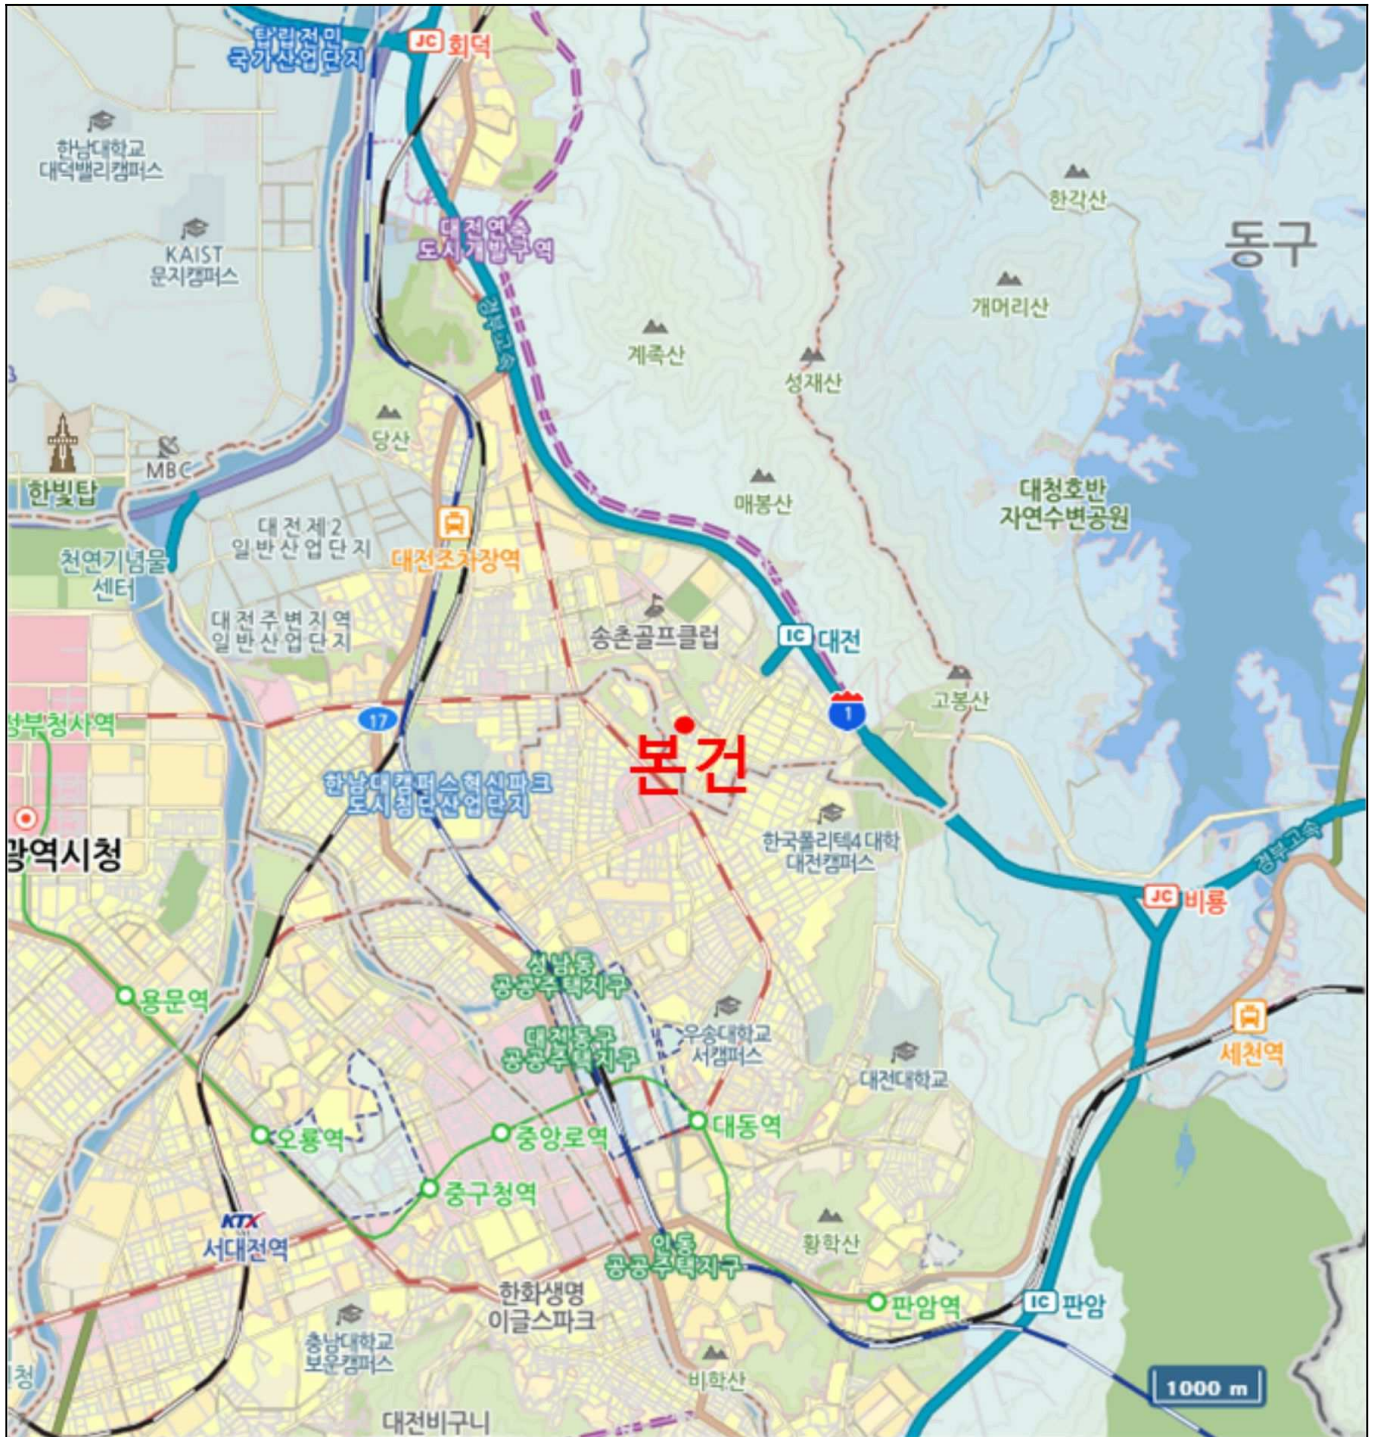 탑립전민
국가산업단지
JC 회덕
한남대학교
대덕밸리캠퍼스
한각산
KAIST
문지캠퍼스
대전연축
도시개발구역
동구
개머리산
경부고속
계족산
성재산
당산
MBC
한빛탑
매봉산
대청호반
자연수변공원
대전제2
일반산업단지
대전조차장역
천연기념물
센터
대전주변지역
일반산업단지
송촌골프클럽
IC 대전
고봉산
정부청사역
17
1
본건
한남대캠퍼스혁신파크
도시첨단산업단지
광역시청
한국폴리텍4대학
대전캠퍼스
경부고속
JC 비룡
성남동
공공주택지구
용문역
대전동구
공공주택지구
우송대학교
서캠퍼스
세천역
대전대학교
오룡역
중앙로역
대동역
중구청역
KTX
서대전역
황학산
인동
공공주택지구
한화생명
이글스파크
판암역
IC 판암
충남대학교
보운캠퍼스
비학산
1000 m
청
대전비구니